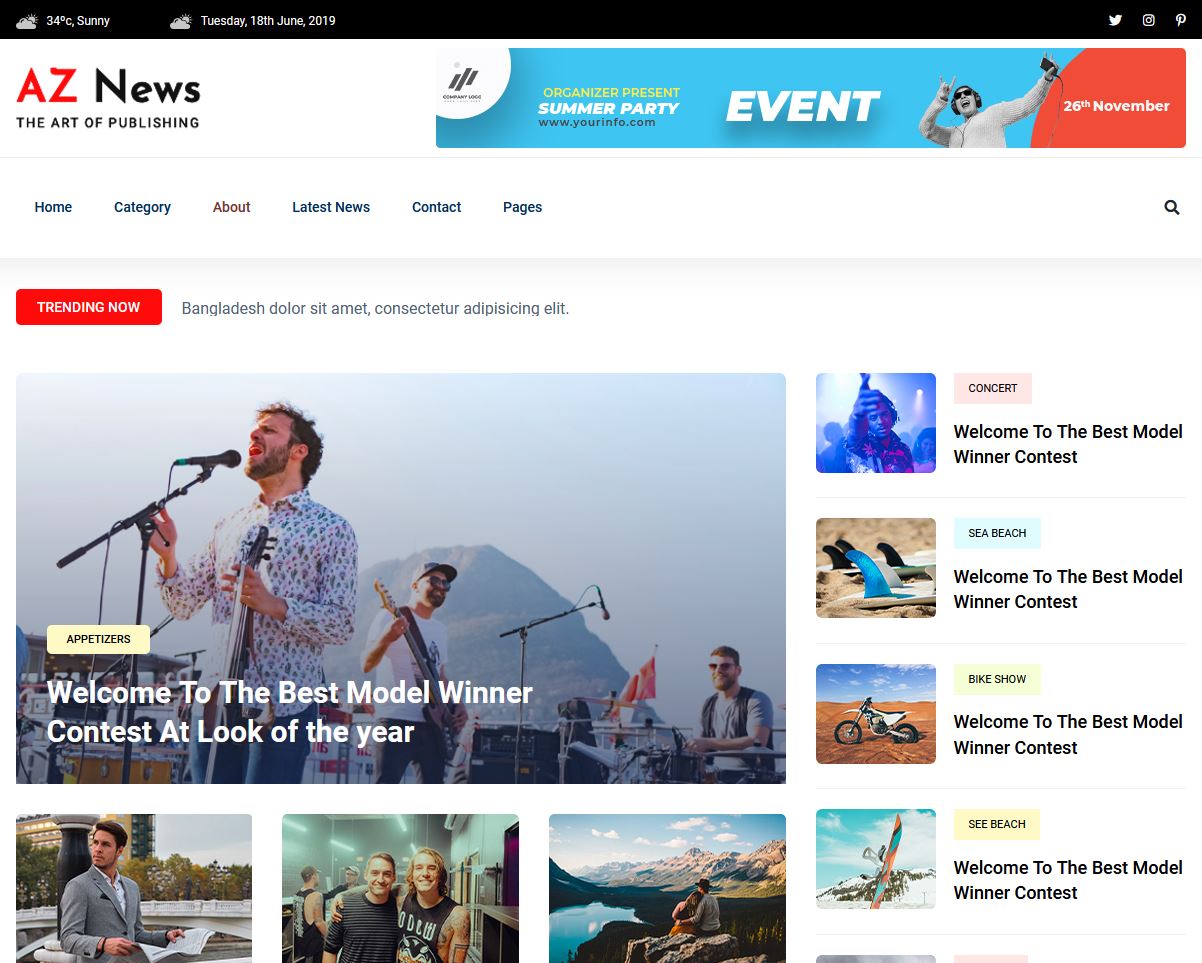 34ºc, Sunny
Tuesday, 18th June, 2019
AZ News
THE ART OF PUBLISHING
COMPANY LOGO
ORGANIZER PRESENT
SUMMER PARTY
www.yourinfo.com
EVENT
26th November
Home
Category
About
Latest News
Contact
Pages
TRENDING NOW
Bangladesh dolor sit amet, consectetur adipisicing elit.
APPETIZERS
Welcome To The Best Model Winner
Contest At Look of the year
CONCERT
Welcome To The Best Model
Winner Contest
SEA BEACH
Welcome To The Best Model
Winner Contest
BIKE SHOW
Welcome To The Best Model
Winner Contest
SEE BEACH
Welcome To The Best Model
Winner Contest